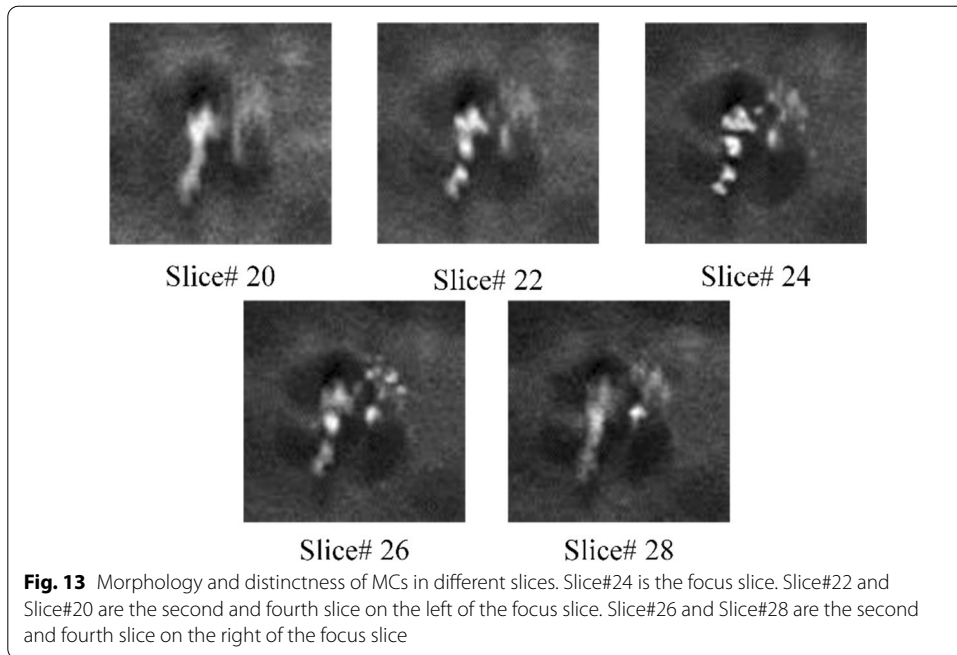 Slice# 20 Slice# 22 Slice# 24
Slice# 26 Slice# 28
Fig. 13 Morphology and distinctness of MCs in different slices. Slice#24 is the focus slice. Slice#22 and
Slice#20 are the second and fourth slice on the left of the focus slice. Slice#26 and Slice#28 are the second
and fourth slice on the right of the focus slice